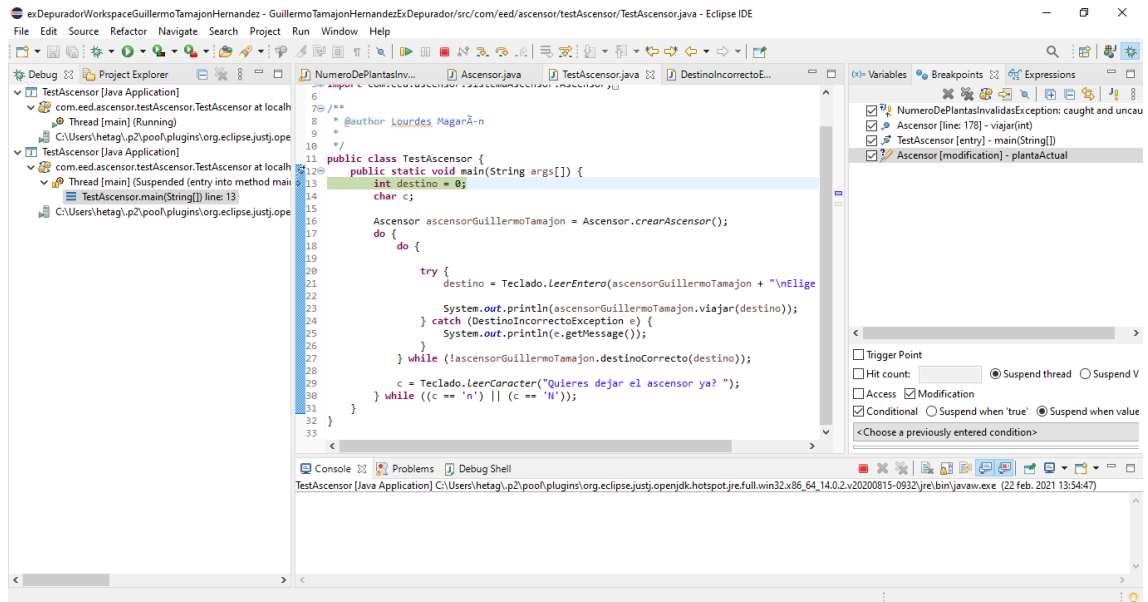 exDepuradorWorkspaceGuillermoTamajonHernandez - GuillermoTamajonHernandezExDepurador/src/com/eed/ascensor/testAscensor/TestAscensor.java - Eclipse IDE
File Edit Source Refactor Navigate Search Project Run Window Help
Debug Project Explorer
TestAscensor [Java Application]
com.eed.ascensor.testAscensor.TestAscensor at localh
Thread [main] (Running)
C:\Users\hetag\.p2\pool\plugins\org.eclipse.justj.ope
TestAscensor [Java Application]
com.eed.ascensor.testAscensor.TestAscensor at localh
Thread [main] (Suspended (entry into method mai
TestAscensor.main(String[]) line: 13
C:\Users\hetag\.p2\pool\plugins\org.eclipse.justj.ope
NumeroDePlantasInv... Ascensor.java TestAscensor.java DestinoIncorrectoE...
import com.eed.ascensor.sistemaAscensor.Ascensor;
6
7 /**
8 * @author Lourdes MagarÃ-n
9 *
10 */
11 public class TestAscensor {
12 public static void main(String args[]) {
13 int destino = 0;
14 char c;
15
16 Ascensor ascensorGuillermoTamajon = Ascensor.crearAscensor();
17 do {
18 do {
19
20 try {
21 destino = Teclado.leerEntero(ascensorGuillermoTamajon + "\nElige
22
23 System.out.println(ascensorGuillermoTamajon.viajar(destino));
24 } catch (DestinoIncorrectoException e) {
25 System.out.println(e.getMessage());
26 }
27 } while (!ascensorGuillermoTamajon.destinoCorrecto(destino));
28
29 c = Teclado.leerCaracter("Quieres dejar el ascensor ya? ");
30 } while ((c == 'n') || (c == 'N'));
31 }
32 }
33
Variables Breakpoints Expressions
NumeroDePlantasInvalidasException: caught and uncau
Ascensor [line: 178] - viajar(int)
TestAscensor [entry] - main(String[])
Ascensor [modification] - plantaActual
Trigger Point
Hit count: Suspend thread Suspend V
Access Modification
Conditional Suspend when 'true' Suspend when value
<Choose a previously entered condition>
Console Problems Debug Shell
TestAscensor [Java Application] C:\Users\hetag\.p2\pool\plugins\org.eclipse.justj.openjdk.hotspot.jre.full.win32.x86_64_14.0.2.v20200815-0932\jre\bin\javaw.exe (22 feb. 2021 13:54:47)